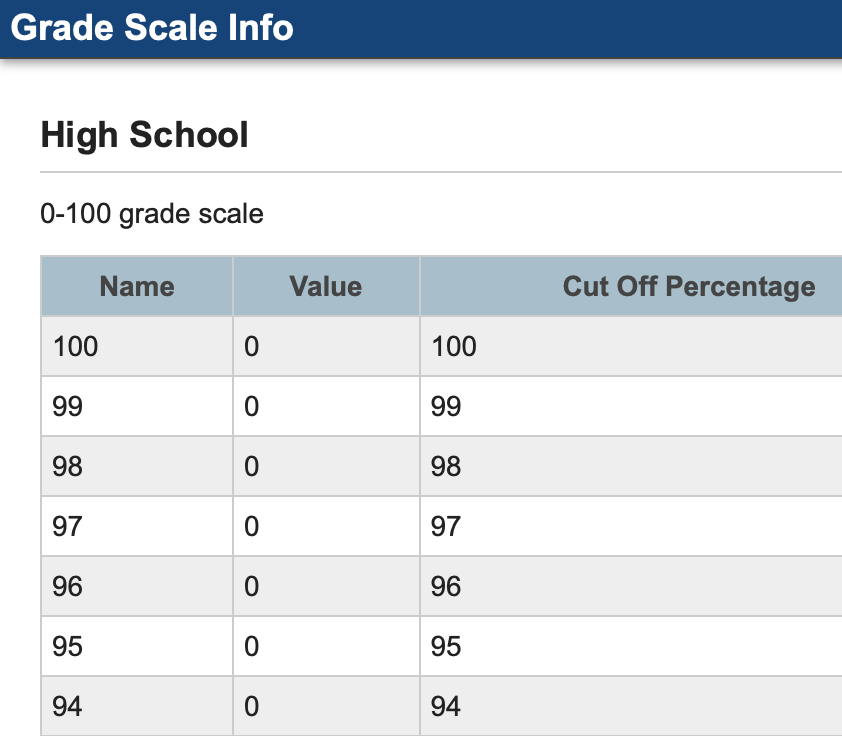 Grade Scale Info
High School
0-100 grade scale
Name Value Cut Off Percentage
100 0 100
99 0 99
98 0 98
97 0 97
96 0 96
95 0 95
94 0 94